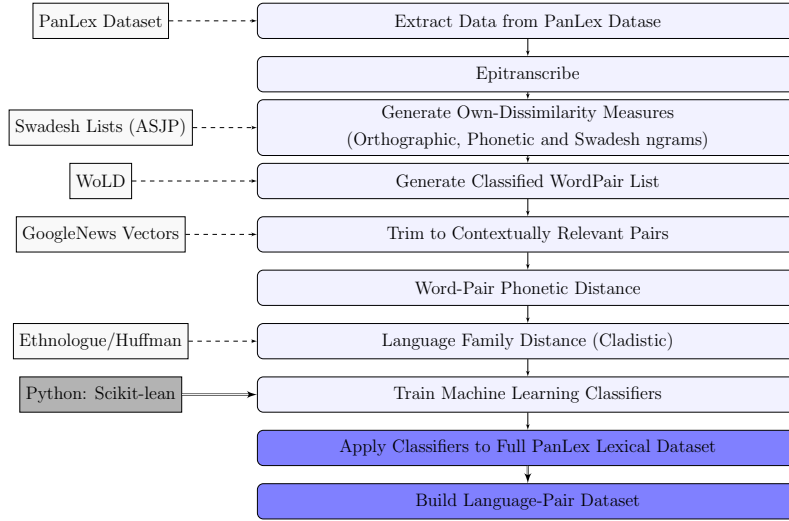 PanLex Dataset
Extract Data from PanLex Datase
Epitranscribe
Swadesh Lists (ASJP)
Generate Own-Dissimilarity Measures
(Orthographic, Phonetic and Swadesh ngrams)
WoLD
Generate Classified WordPair List
GoogleNews Vectors
Trim to Contextually Relevant Pairs
Word-Pair Phonetic Distance
Ethnologue/Huffman
Language Family Distance (Cladistic)
Python: Scikit-lean
Train Machine Learning Classifiers
Apply Classifiers to Full PanLex Lexical Dataset
Build Language-Pair Dataset